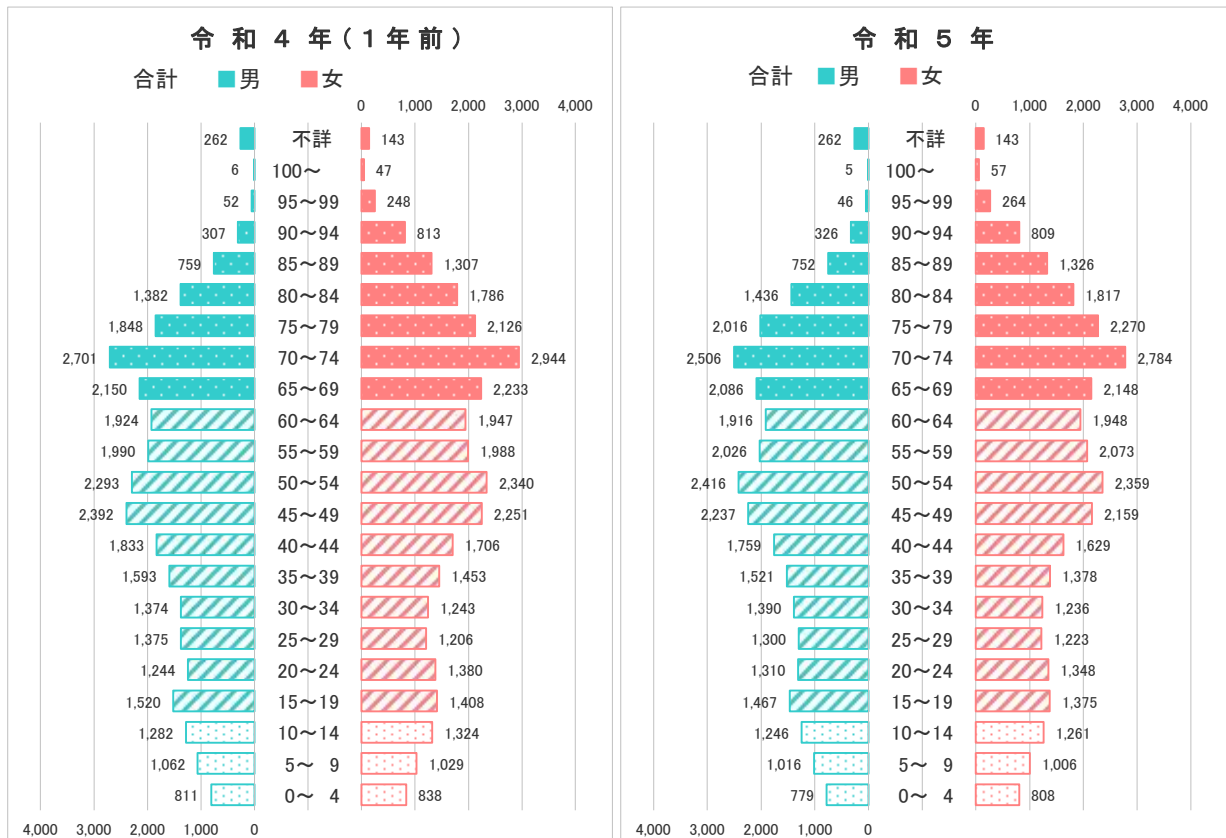 令 和 4 年(1年前)
合計 男 女
0 1,000 2,000 3,000 4,000
262 不詳 143
6 100～ 47
52 95～99 248
307 90～94 813
759 85～89 1,307
1,382 80～84 1,786
1,848 75～79 2,126
2,701 70～74 2,944
2,150 65～69 2,233
1,924 60～64 1,947
1,990 55～59 1,988
2,293 50～54 2,340
2,392 45～49 2,251
1,833 40～44 1,706
1,593 35～39 1,453
1,374 30～34 1,243
1,375 25～29 1,206
1,244 20～24 1,380
1,520 15～19 1,408
1,282 10～14 1,324
1,062 5～ 9 1,029
811 0～ 4 838
4,000 3,000 2,000 1,000 0
令 和 5 年
合計 男 女
0 1,000 2,000 3,000 4,000
262 不詳 143
5 100～ 57
46 95～99 264
326 90～94 809
752 85～89 1,326
1,436 80～84 1,817
2,016 75～79 2,270
2,506 70～74 2,784
2,086 65～69 2,148
1,916 60～64 1,948
2,026 55～59 2,073
2,416 50～54 2,359
2,237 45～49 2,159
1,759 40～44 1,629
1,521 35～39 1,378
1,390 30～34 1,236
1,300 25～29 1,223
1,310 20～24 1,348
1,467 15～19 1,375
1,246 10～14 1,261
1,016 5～ 9 1,006
779 0～ 4 808
4,000 3,000 2,000 1,000 0